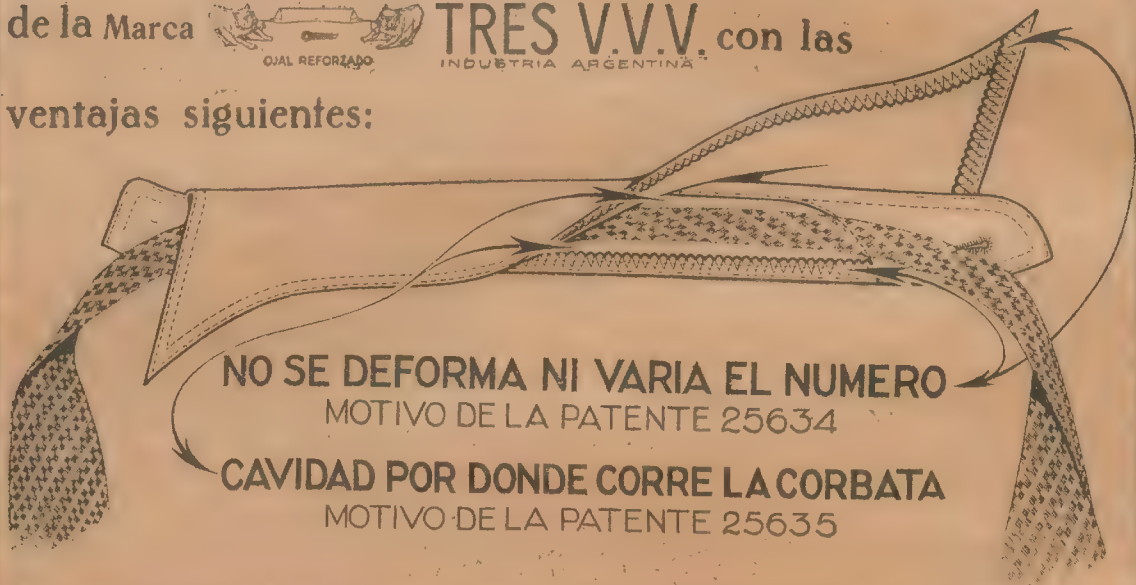 de la Marca OJAL REFORZADO TRES V.V.V. con las
INDUSTRIA ARGENTINA
ventajas siguientes:
NO SE DEFORMA NI VARIA EL NUMERO
MOTIVO DE LA PATENTE 25634
CAVIDAD POR DONDE CORRE LA CORBATA
MOTIVO DE LA PATENTE 25635